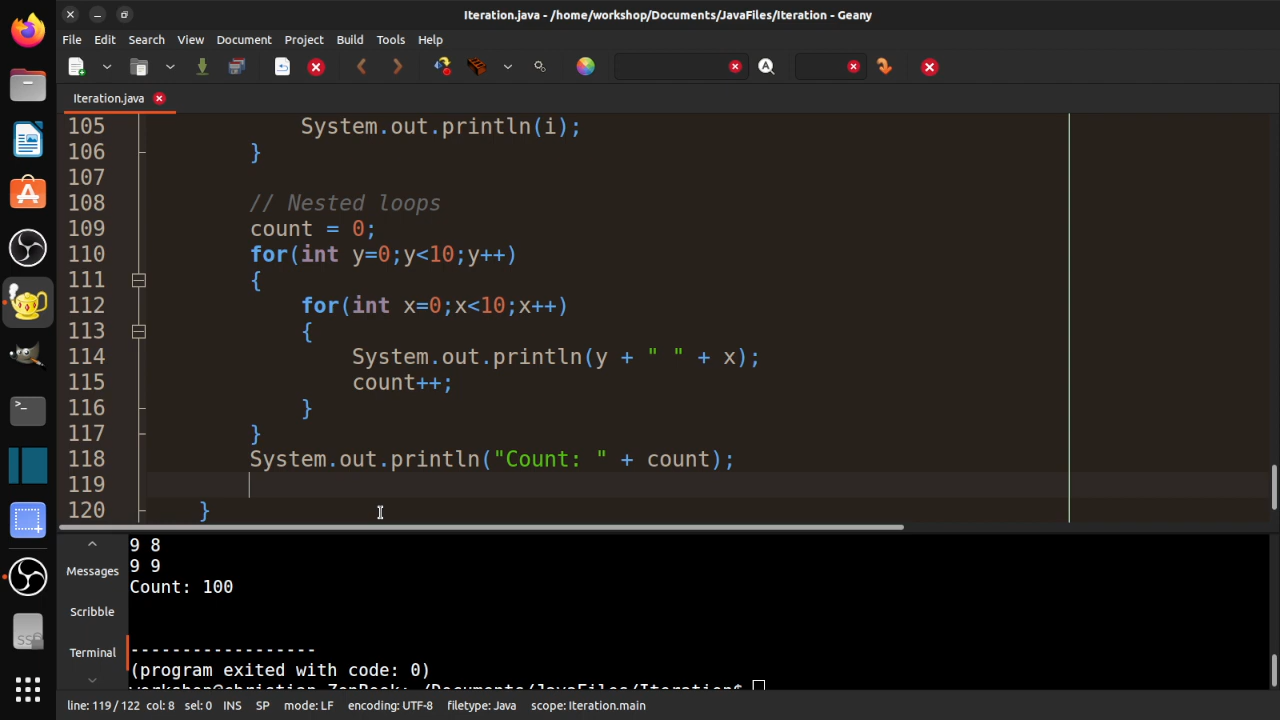 Iteration.java - /home/workshop/Documents/JavaFiles/Iteration - Geany
File Edit Search View Document Project Build Tools Help
Iteration.java
105 System.out.println(i);
106 }
107
108 // Nested loops
109 count = 0;
110 for(int y=0;y<10;y++)
111 {
112 for(int x=0;x<10;x++)
113 {
114 System.out.println(y + " " + x);
115 count++;
116 }
117 }
118 System.out.println("Count: " + count);
119
120 }
Messages
Scribble
Terminal
9 8
9 9
Count: 100
------------------
(program exited with code: 0)
workshop@christian-ZenBook:~/Documents/JavaFiles/Iteration$
line: 119 / 122 col: 8 sel: 0 INS SP mode: LF encoding: UTF-8 filetype: Java scope: Iteration.main